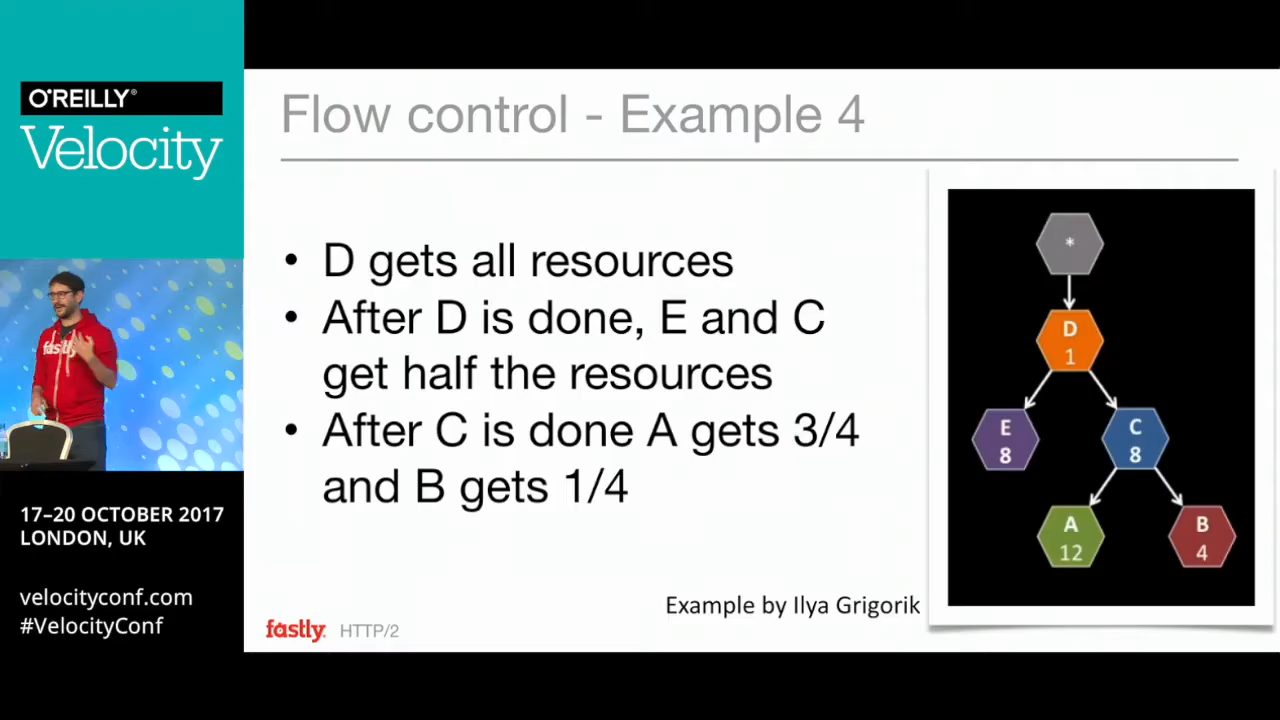 O'REILLY®
Velocity
fastly
17–20 OCTOBER 2017
LONDON, UK
velocityconf.com
#VelocityConf
Flow control - Example 4
• D gets all resources
• After D is done, E and C
get half the resources
• After C is done A gets 3/4
and B gets 1/4
*
D
1
E
8
C
8
A
12
B
4
Example by Ilya Grigorik
fastly
HTTP/2